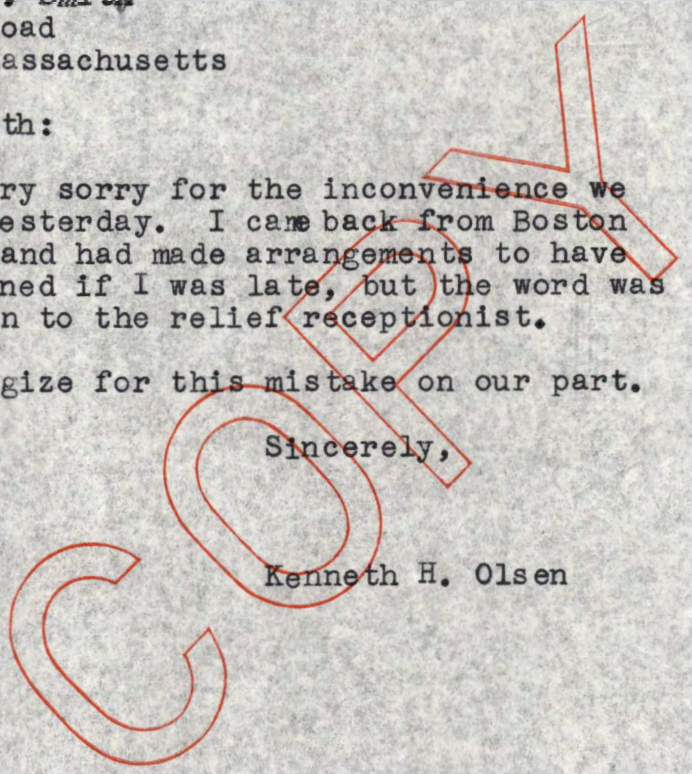 . Smith
oad
assachusetts
th:
ry sorry for the inconvenience we
esterday. I came back from Boston
and had made arrangements to have
ned if I was late, but the word was
n to the relief receptionist.
gize for this mistake on our part.
Sincerely,
Kenneth H. Olsen
COPY